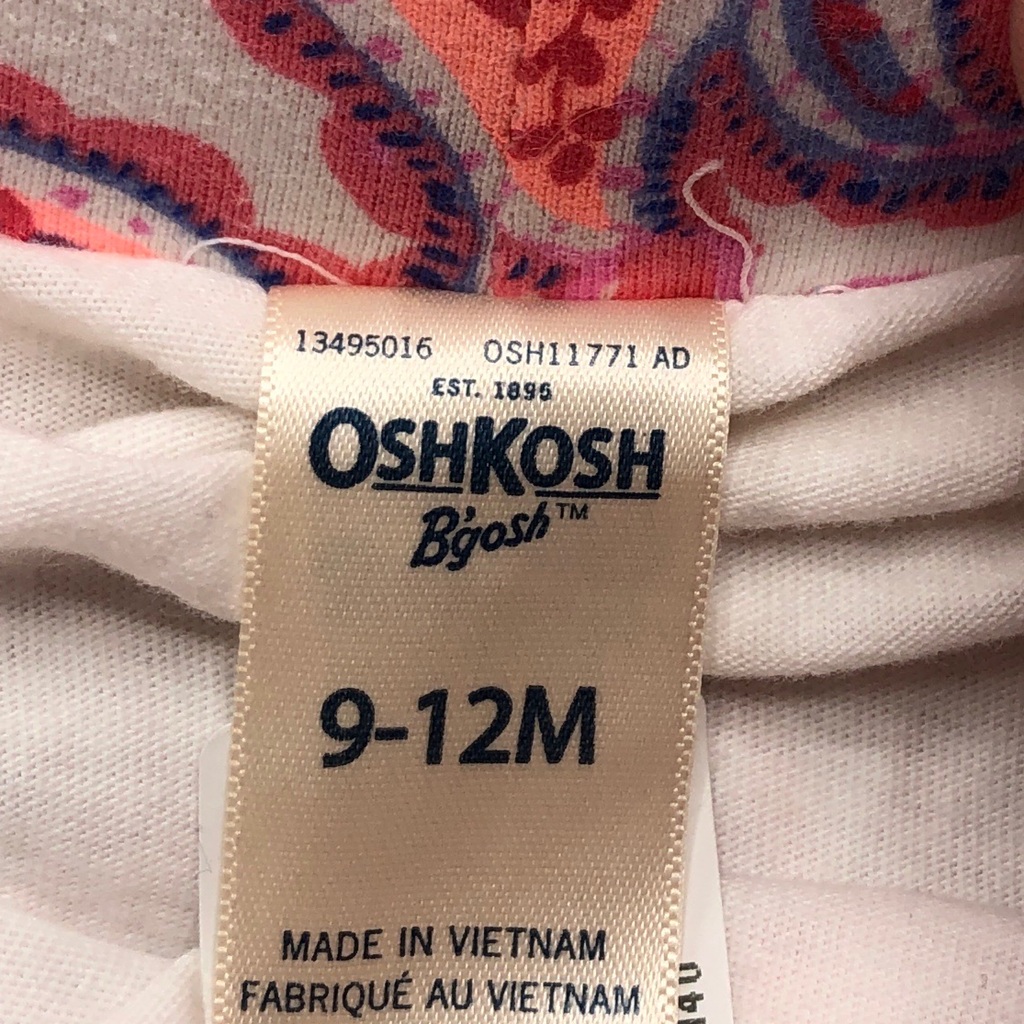 13495016 OSH11771 AD
EST. 1895
OSHKOSH
B'gosh™
9-12M
MADE IN VIETNAM
FABRIQUÉ AU VIETNAM